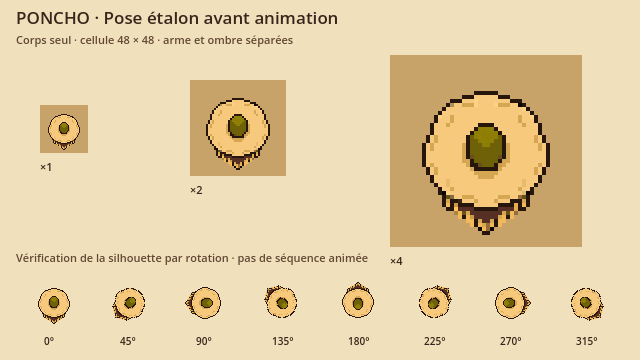 PONCHO · Pose étalon avant animation
Corps seul · cellule 48 × 48 · arme et ombre séparées
×1
×2
×4
Vérification de la silhouette par rotation · pas de séquence animée
0° 45° 90° 135° 180° 225° 270° 315°